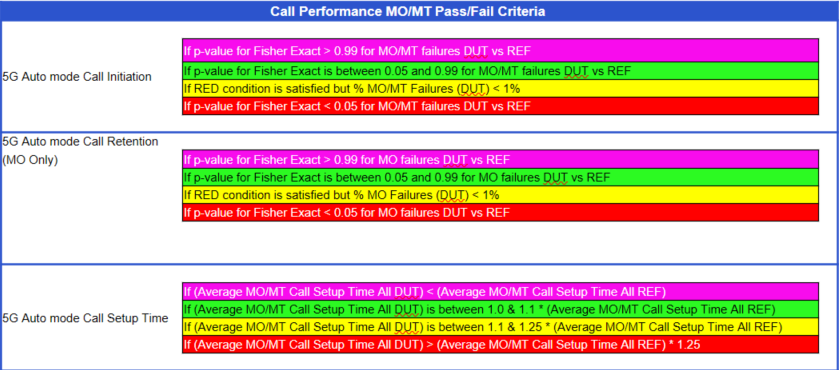 Call Performance MO/MT Pass/Fail Criteria
5G Auto mode Call Initiation
If p-value for Fisher Exact > 0.99 for MO/MT failures DUT vs REF
If p-value for Fisher Exact is between 0.05 and 0.99 for MO/MT failures DUT vs REF
If RED condition is satisfied but % MO/MT Failures (DUT) < 1%
If p-value for Fisher Exact < 0.05 for MO/MT failures DUT vs REF
5G Auto mode Call Retention
(MO Only)
If p-value for Fisher Exact > 0.99 for MO failures DUT vs REF
If p-value for Fisher Exact is between 0.05 and 0.99 for MO failures DUT vs REF
If RED condition is satisfied but % MO Failures (DUT) < 1%
If p-value for Fisher Exact < 0.05 for MO failures DUT vs REF
5G Auto mode Call Setup Time
If (Average MO/MT Call Setup Time All DUT) < (Average MO/MT Call Setup Time All REF)
If (Average MO/MT Call Setup Time All DUT) is between 1.0 & 1.1 * (Average MO/MT Call Setup Time All REF)
If (Average MO/MT Call Setup Time All DUT) is between 1.1 & 1.25 * (Average MO/MT Call Setup Time All REF)
If (Average MO/MT Call Setup Time All DUT) > (Average MO/MT Call Setup Time All REF) * 1.25